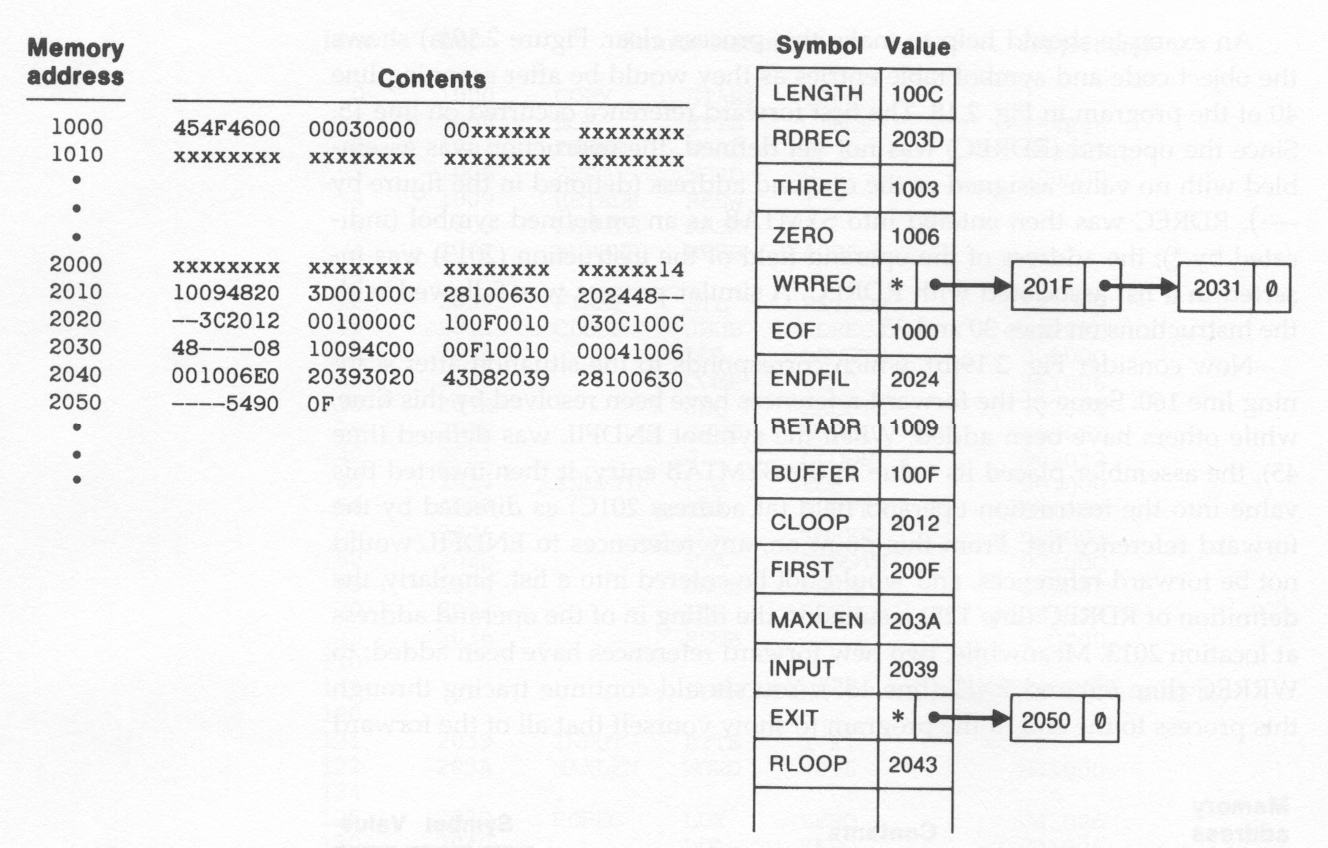 Memory address
Contents
1000 454F4600 00030000 00xxxxxx xxxxxxxx
1010 xxxxxxxx xxxxxxxx xxxxxxxx xxxxxxxx
•
•
•
2000 xxxxxxxx xxxxxxxx xxxxxxxx xxxxxx14
2010 10094820 3D00100C 28100630 202448--
2020 --3C2012 0010000C 100F0010 030C100C
2030 48----08 10094C00 00F10010 00041006
2040 001006E0 20393020 43D82039 28100630
2050 ----5490 0F
•
•
•
Symbol Value
LENGTH 100C
RDREC 203D
THREE 1003
ZERO 1006
WRREC * 201F 2031 0
EOF 1000
ENDFIL 2024
RETADR 1009
BUFFER 100F
CLOOP 2012
FIRST 200F
MAXLEN 203A
INPUT 2039
EXIT * 2050 0
RLOOP 2043